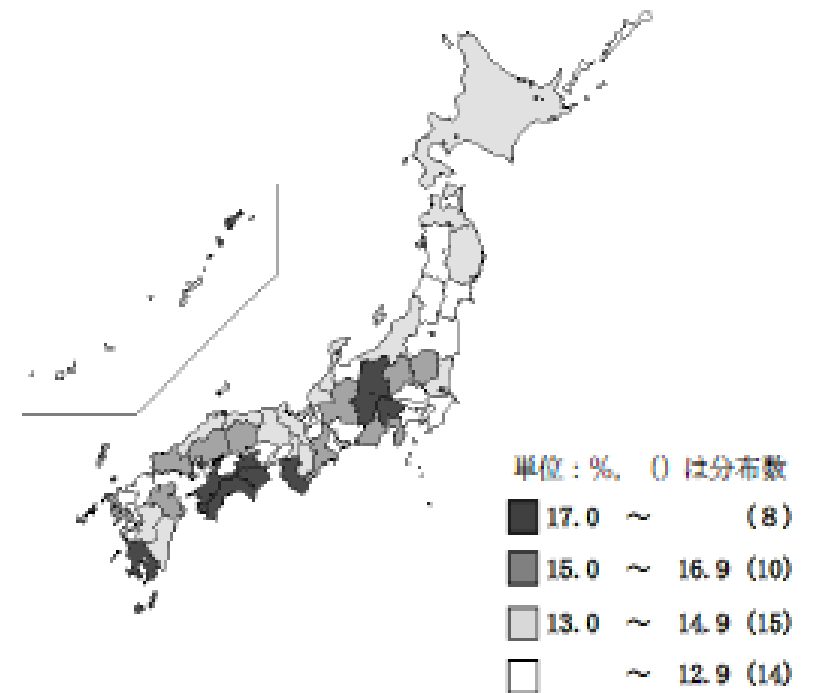 単位：%, () は分布数
17.0 ～ (8)
15.0 ～ 16.9 (10)
13.0 ～ 14.9 (15)
～ 12.9 (14)